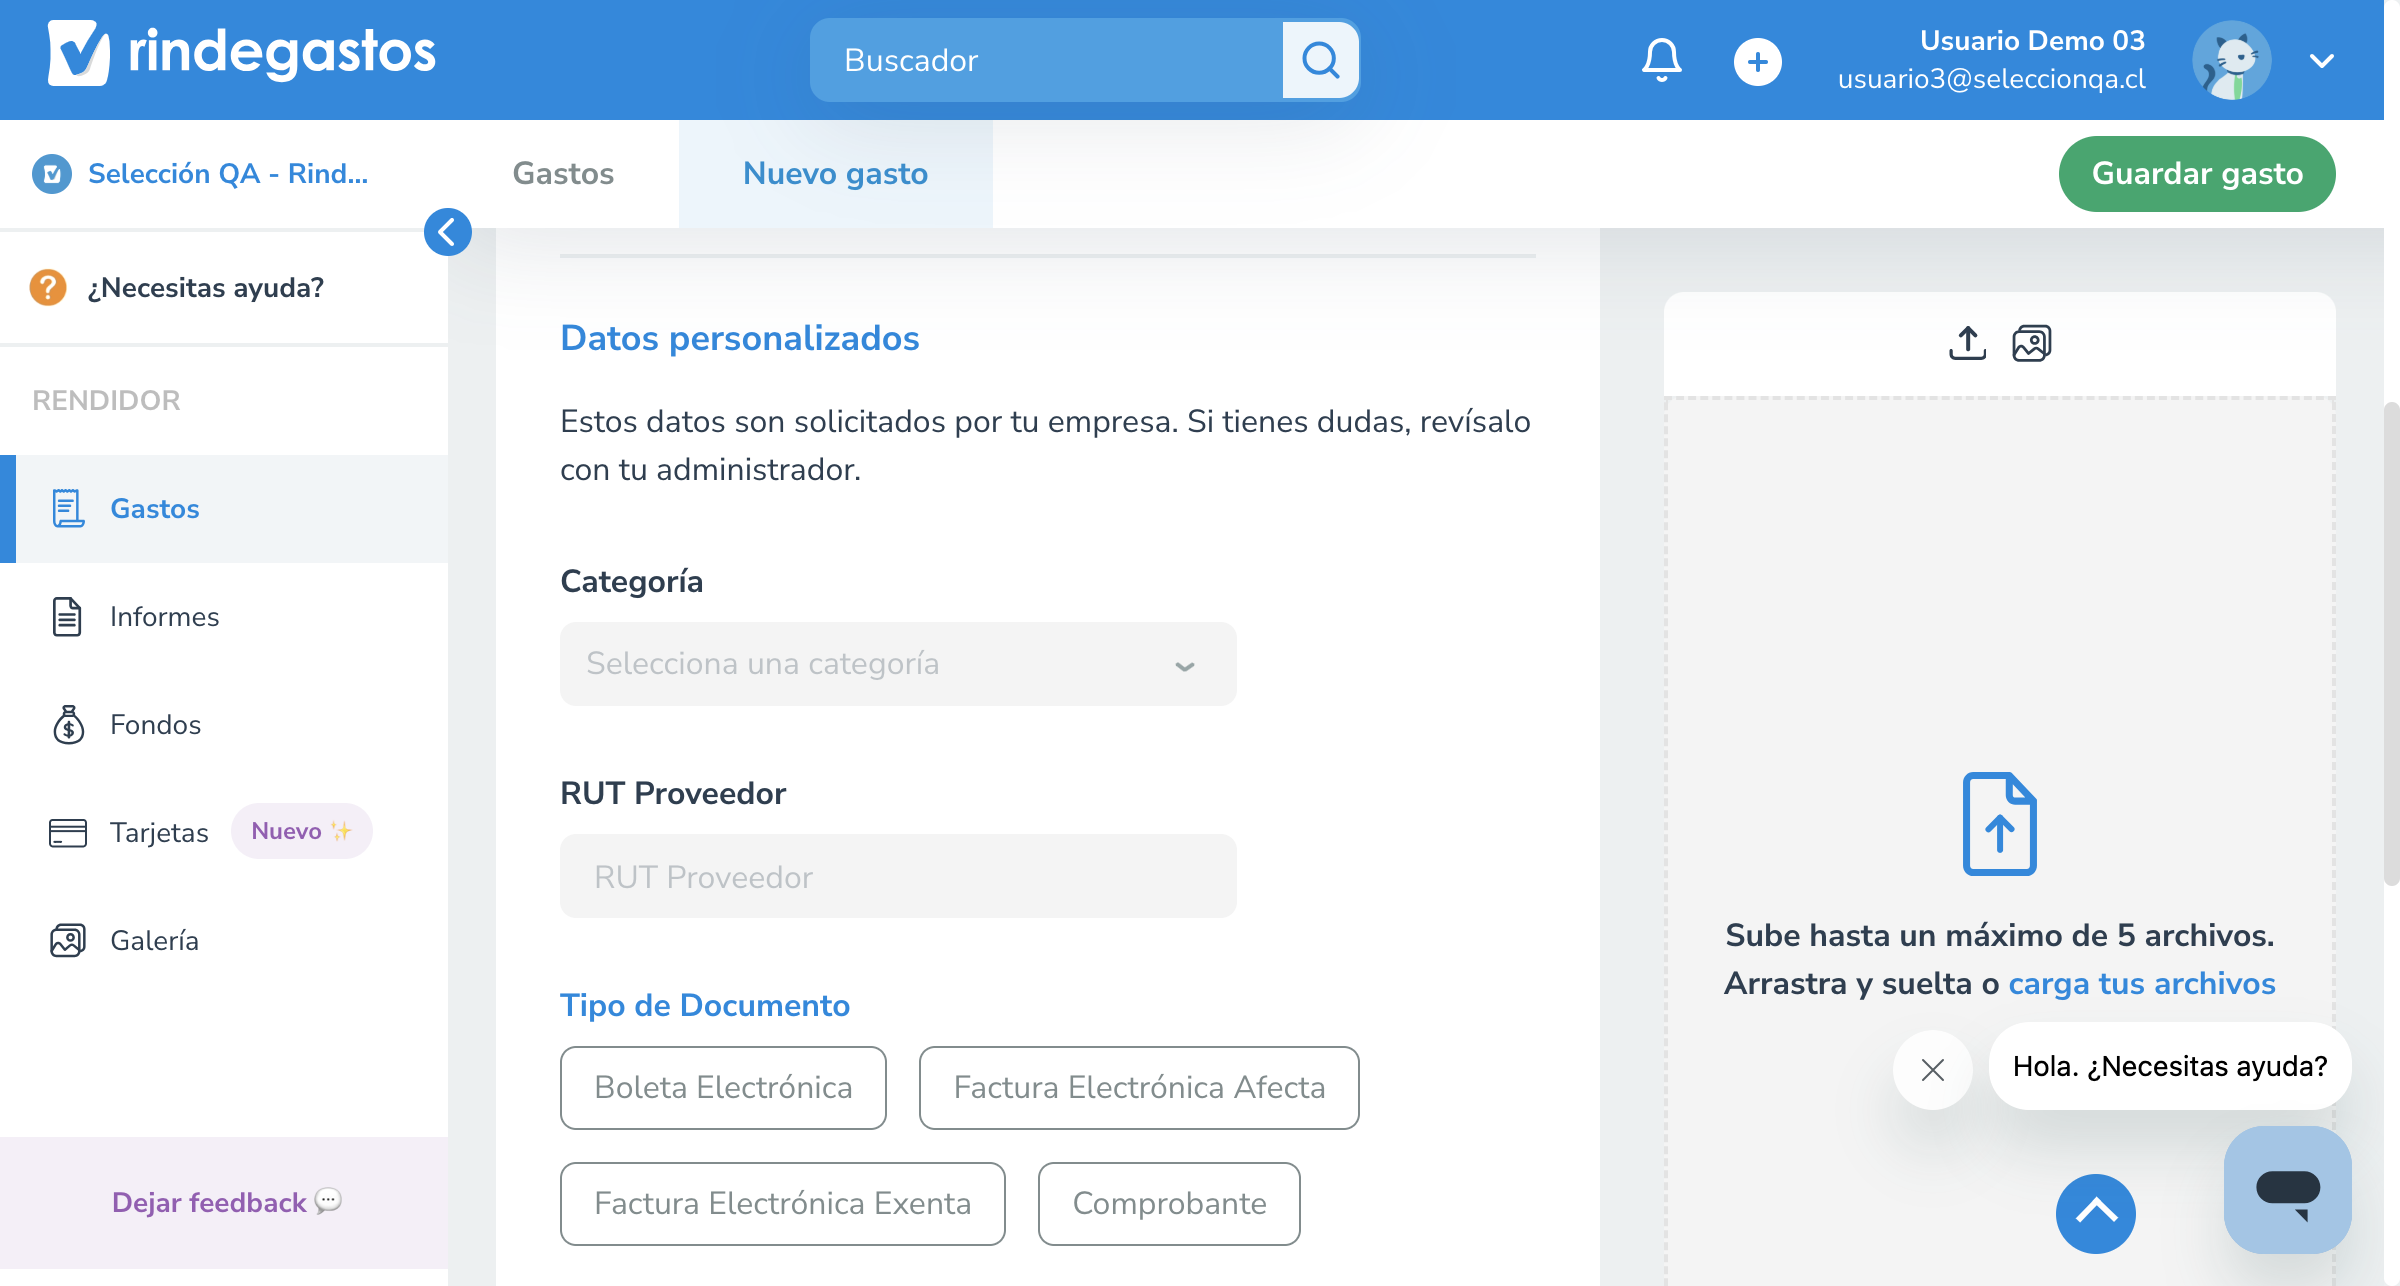 rindegastos
Buscador
Usuario Demo 03
usuario3@seleccionqa.cl
Selección QA - Rind...
Gastos
Nuevo gasto
Guardar gasto
¿Necesitas ayuda?
RENDIDOR
Gastos
Informes
Fondos
Tarjetas
Nuevo ✨
Galería
Dejar feedback 💬
Datos personalizados
Estos datos son solicitados por tu empresa. Si tienes dudas, revísalo
con tu administrador.
Categoría
Selecciona una categoría
RUT Proveedor
RUT Proveedor
Tipo de Documento
Boleta Electrónica
Factura Electrónica Afecta
Factura Electrónica Exenta
Comprobante
Sube hasta un máximo de 5 archivos.
Arrastra y suelta o carga tus archivos
Hola. ¿Necesitas ayuda?